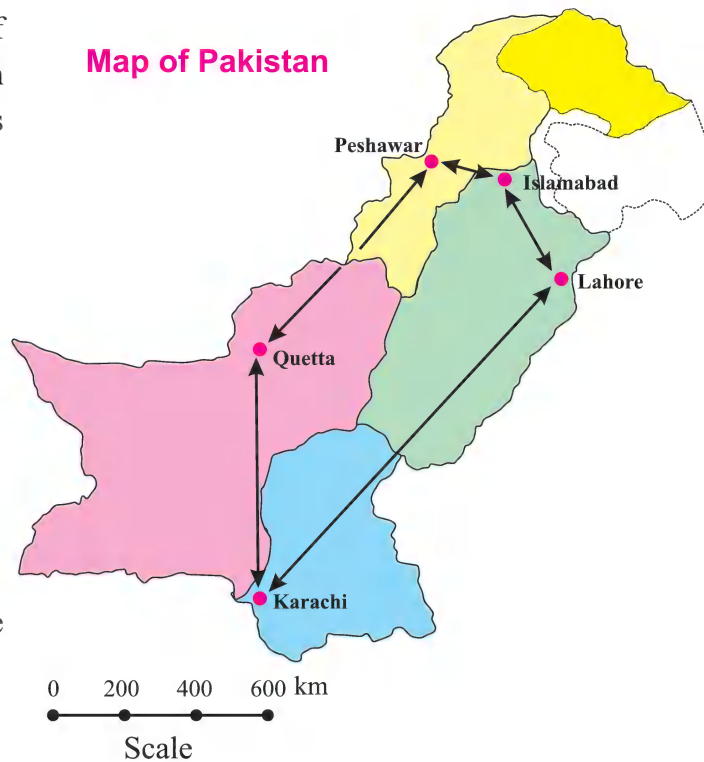 Map of Pakistan
Peshawar
Islamabad
Lahore
Quetta
Karachi
0 200 400 600 km
Scale